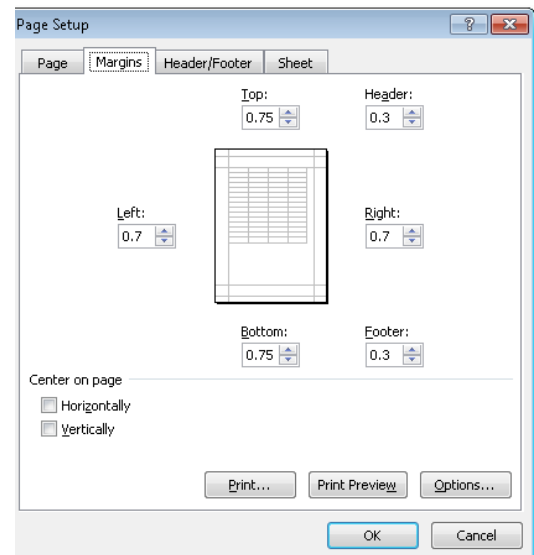 Page Setup
Page Margins Header/Footer Sheet
Top: Header:
0.75 0.3
Left: Right:
0.7 0.7
Bottom: Footer:
0.75 0.3
Center on page
Horizontally
Vertically
Print... Print Preview Options...
OK Cancel